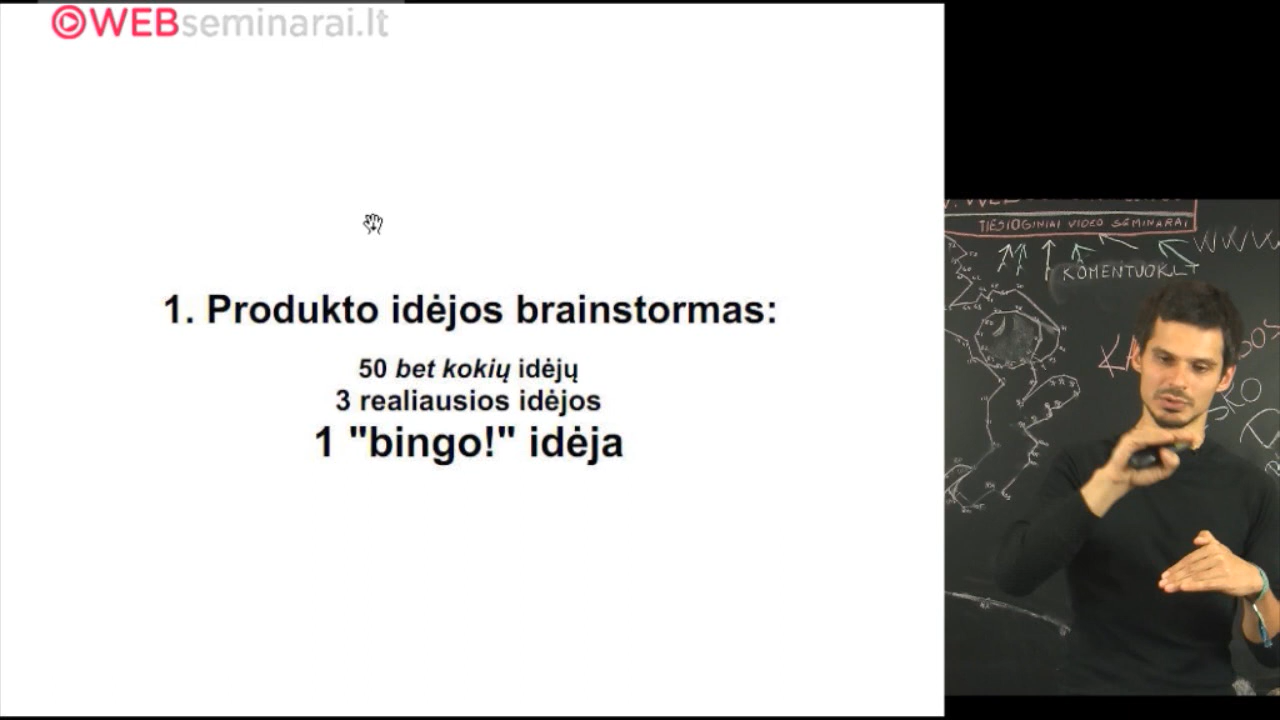 WEBseminarai.lt
1. Produkto idėjos brainstormas:
50 bet kokių idėjų
3 realiausios idėjos
1 "bingo!" idėja
TIESIOGINIAI VIDEO SEMINARAI
WWW
KOMENTUOK